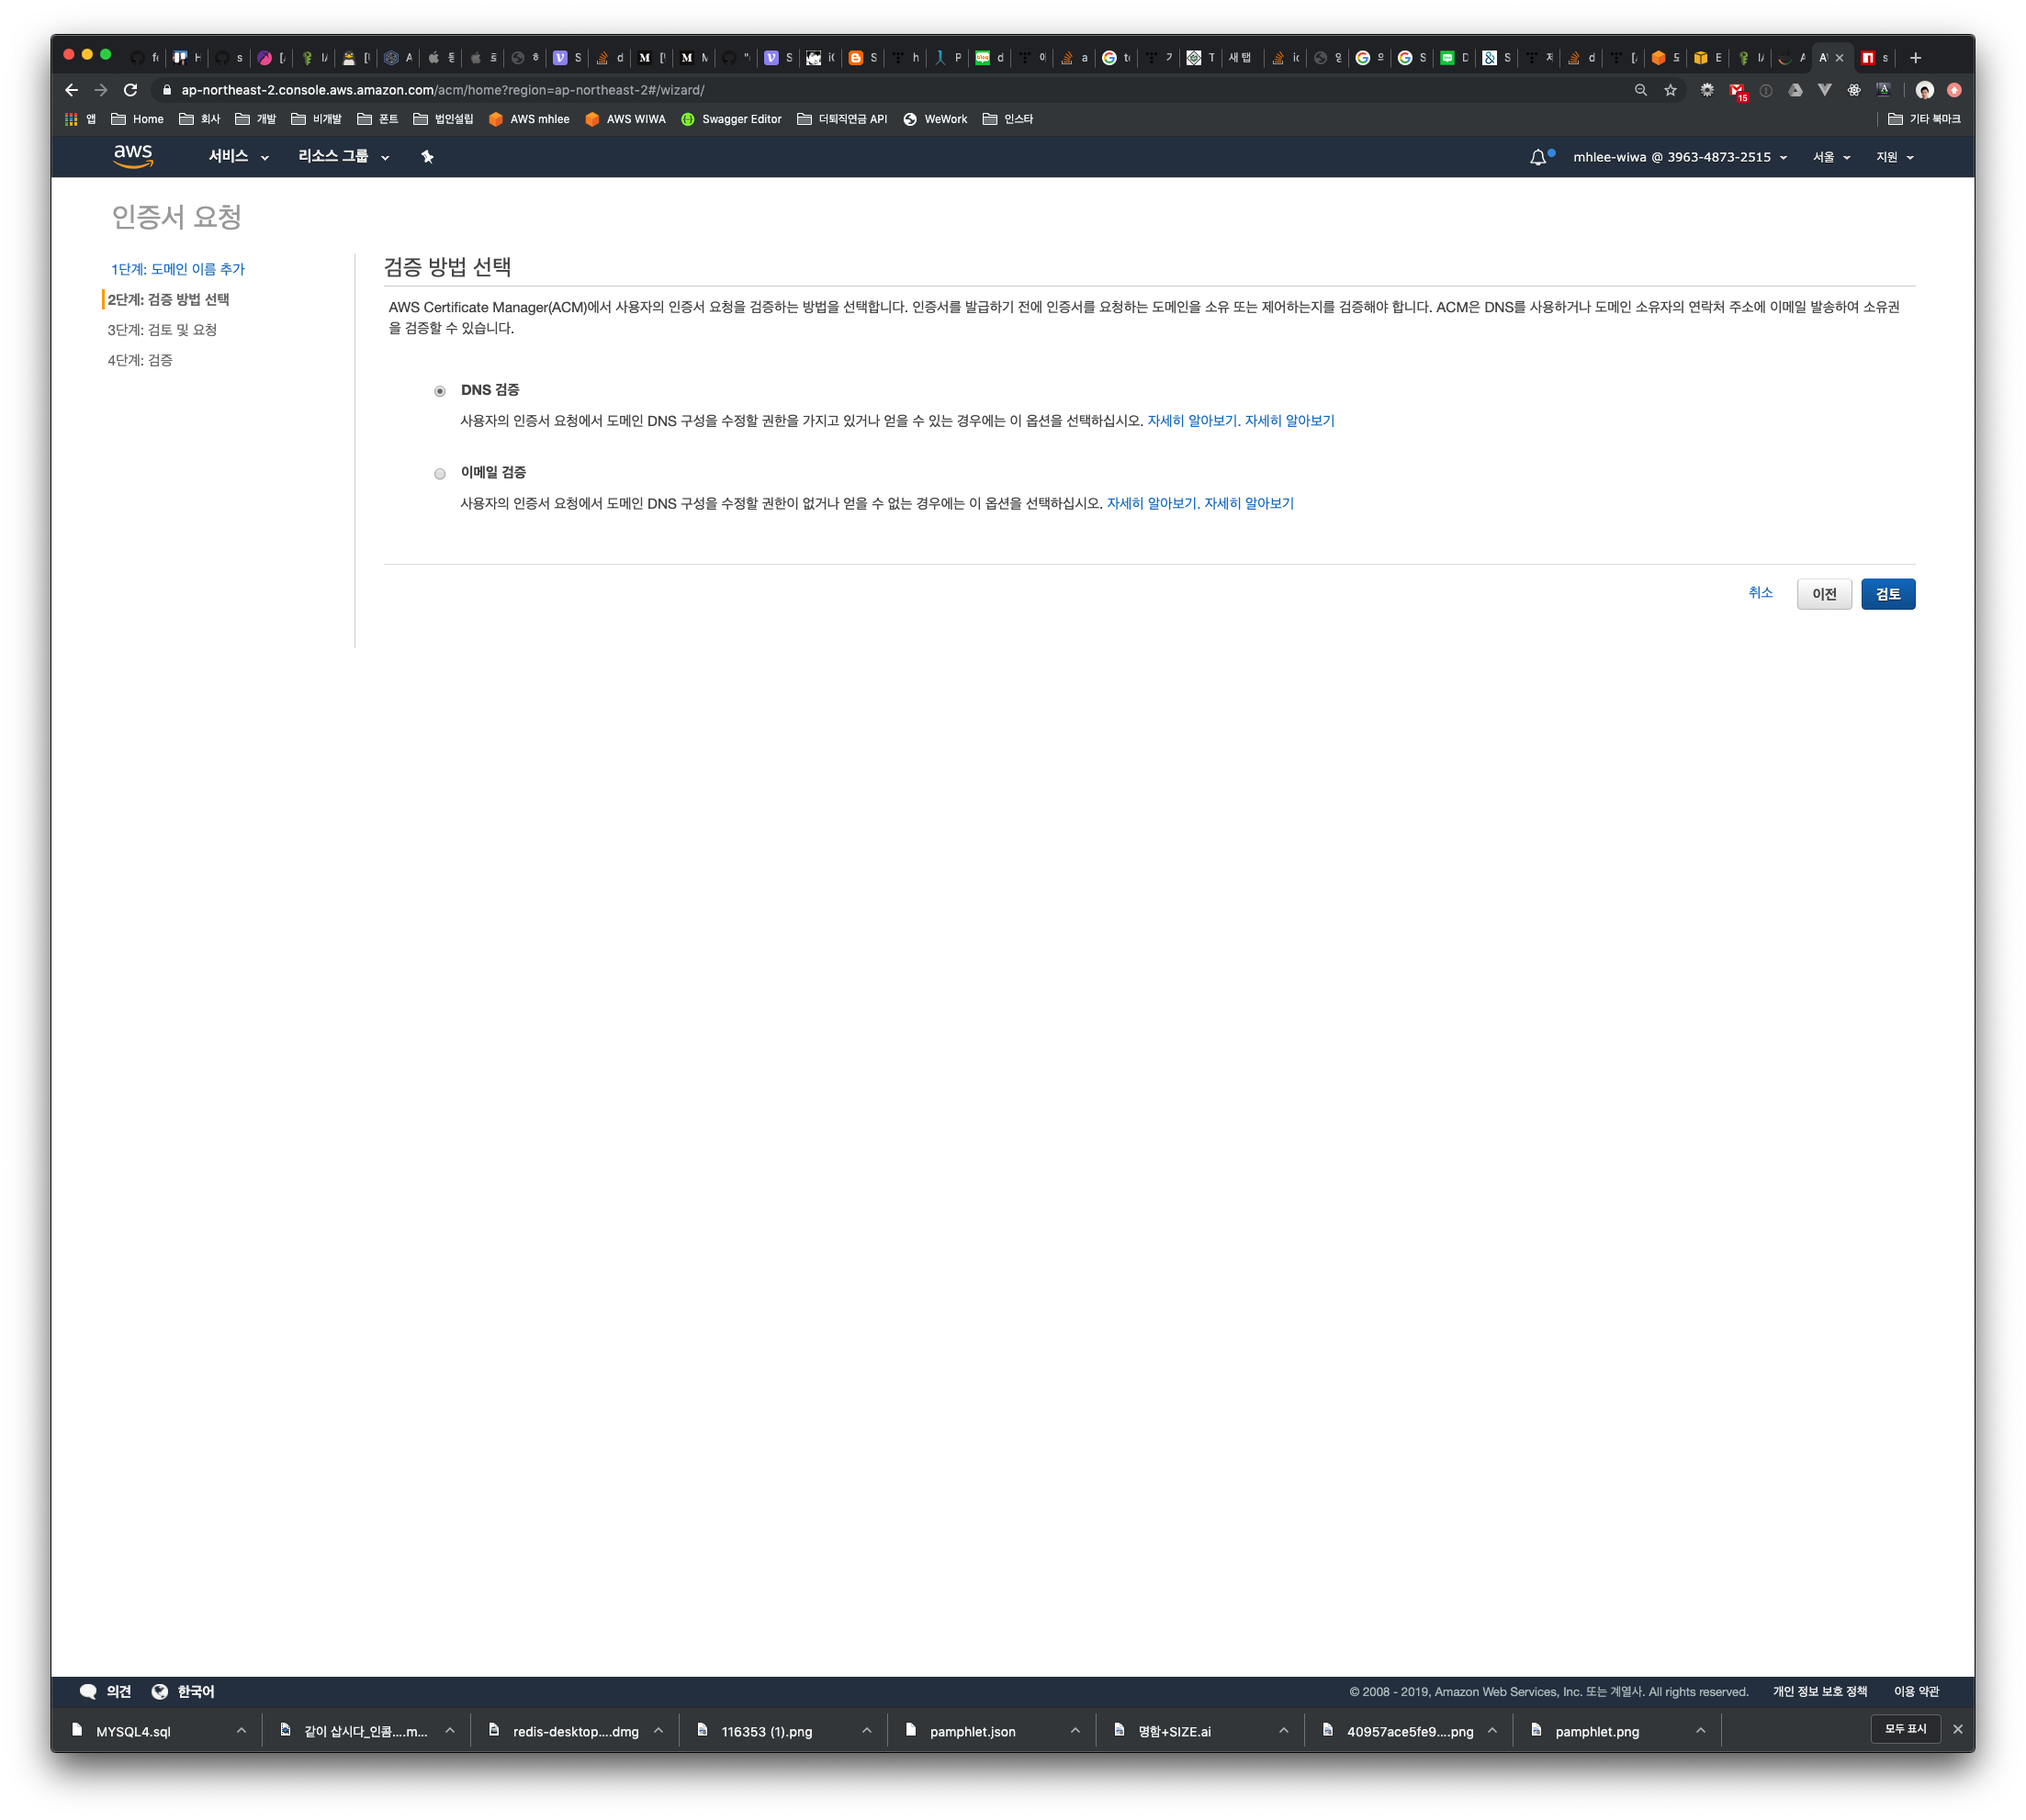 새 탭
ap-northeast-2.console.aws.amazon.com/acm/home?region=ap-northeast-2#/wizard/
15
앱 Home 회사 개발 비개발 폰트 법인설립 AWS mhlee AWS WIWA Swagger Editor 더퇴직연금 API WeWork 인스타 기타 북마크
aws 서비스 리소스 그룹 mhlee-wiwa @ 3963-4873-2515 서울 지원
인증서 요청
1단계: 도메인 이름 추가
2단계: 검증 방법 선택
3단계: 검토 및 요청
4단계: 검증
검증 방법 선택
AWS Certificate Manager(ACM)에서 사용자의 인증서 요청을 검증하는 방법을 선택합니다. 인증서를 발급하기 전에 인증서를 요청하는 도메인을 소유 또는 제어하는지를 검증해야 합니다. ACM은 DNS를 사용하거나 도메인 소유자의 연락처 주소에 이메일 발송하여 소유권
을 검증할 수 있습니다.
DNS 검증
사용자의 인증서 요청에서 도메인 DNS 구성을 수정할 권한을 가지고 있거나 얻을 수 있는 경우에는 이 옵션을 선택하십시오. 자세히 알아보기. 자세히 알아보기
이메일 검증
사용자의 인증서 요청에서 도메인 DNS 구성을 수정할 권한이 없거나 얻을 수 없는 경우에는 이 옵션을 선택하십시오. 자세히 알아보기. 자세히 알아보기
취소 이전 검토
의견 한국어 © 2008 - 2019, Amazon Web Services, Inc. 또는 계열사. All rights reserved. 개인 정보 보호 정책 이용 약관
MYSQL4.sql 같이 삽시다_인콤....m... redis-desktop....dmg 116353 (1).png pamphlet.json 명함+SIZE.ai 40957ace5fe9....png pamphlet.png 모두 표시